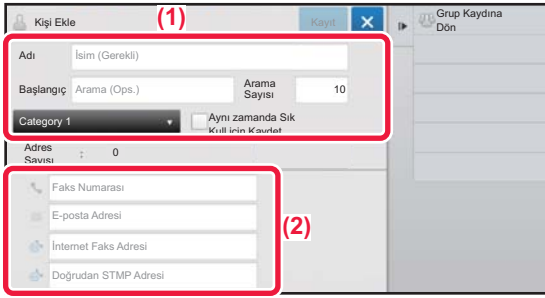 (1)
Kişi Ekle
Kayıt
Grup Kaydına
Dön
Adı
İsim (Gerekli)
Başlangıç
Arama (Ops.)
Arama
Sayısı
10
Category 1
Aynı zamanda Sık
Kull.için Kaydet
Adres
Sayısı
:
0
Faks Numarası
E-posta Adresi
(2)
İnternet Faks Adresi
Doğrudan STMP Adresi